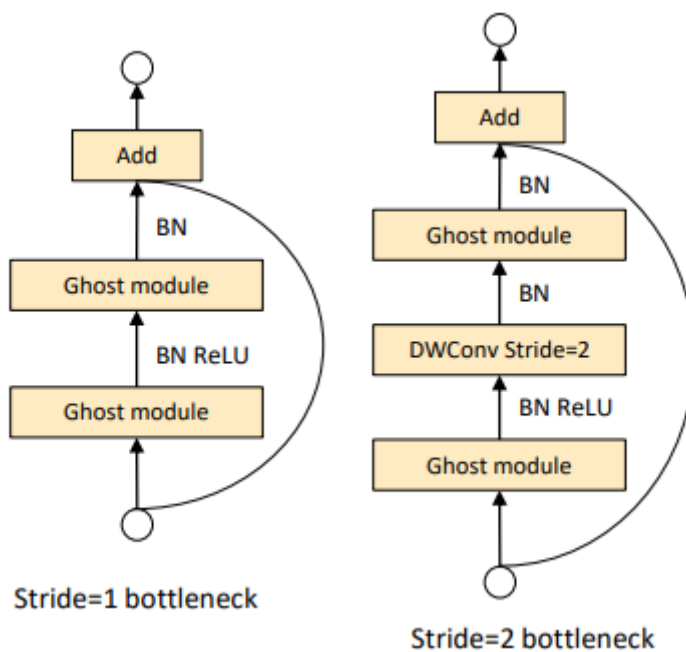 Add
BN
Ghost module
BN ReLU
Ghost module
Stride=1 bottleneck
Add
BN
Ghost module
BN
DWConv Stride=2
BN ReLU
Ghost module
Stride=2 bottleneck